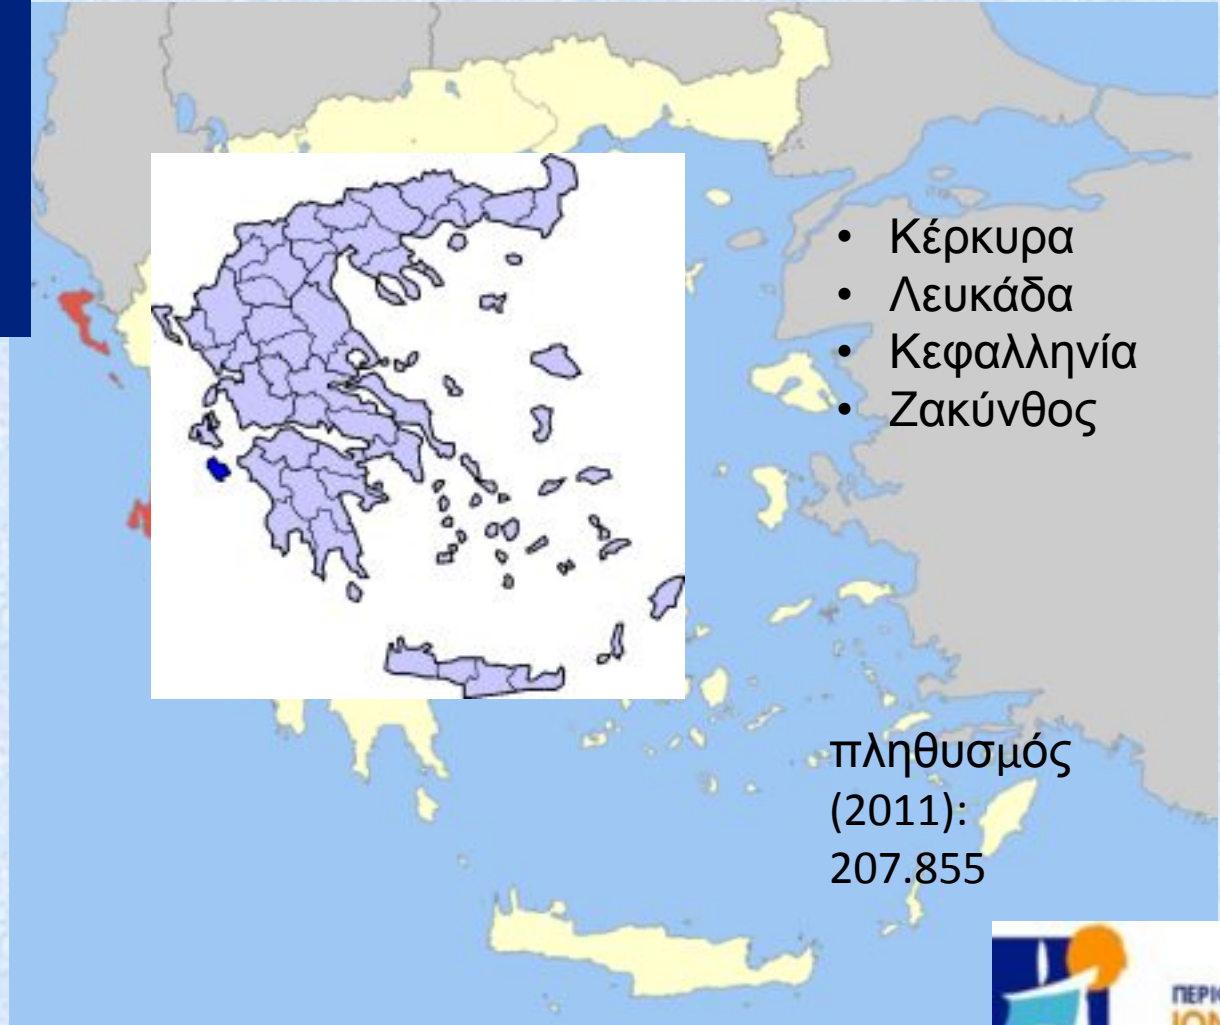 • Κέρκυρα
• Λευκάδα
• Κεφαλληνία
• Ζακύνθος
πληθυσμός
(2011):
207.855